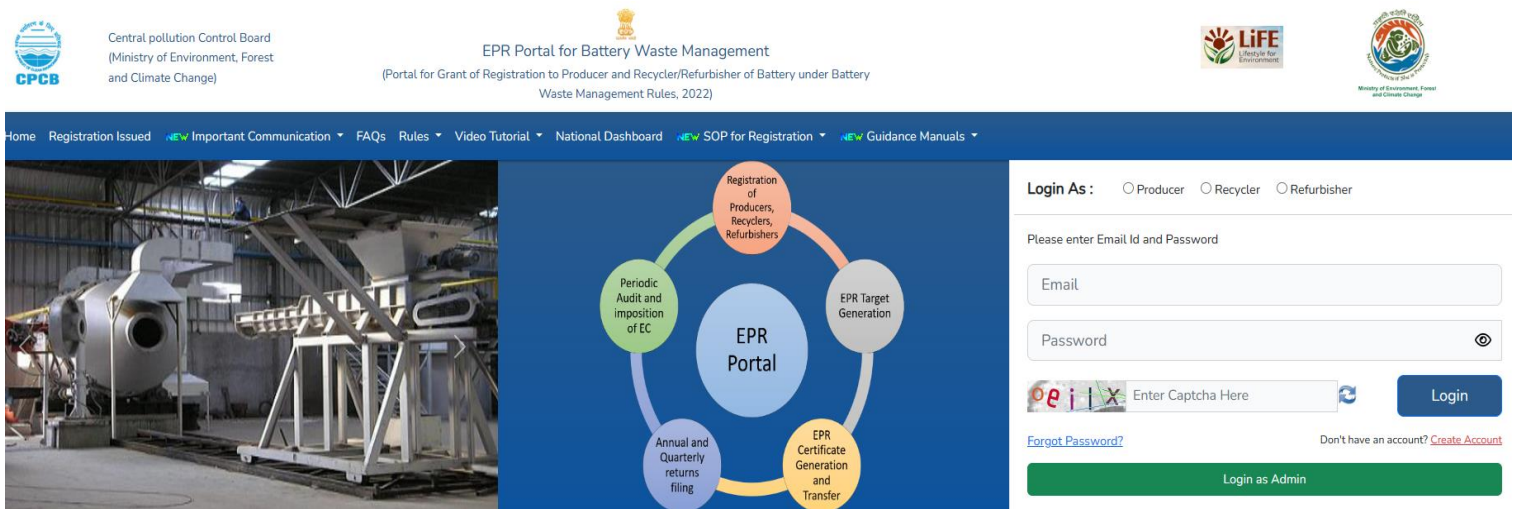 CPCB
Central pollution Control Board
(Ministry of Environment, Forest
and Climate Change)
EPR Portal for Battery Waste Management
(Portal for Grant of Registration to Producer and Recycler/Refurbisher of Battery under Battery
Waste Management Rules, 2022)
LiFE
Lifestyle for
Environment
Ministry of Environment, Forest
and Climate Change
Home Registration Issued NEW Important Communication FAQs Rules Video Tutorial National Dashboard NEW SOP for Registration NEW Guidance Manuals
Registration
of
Producers,
Recyclers,
Refurbishers
EPR Target
Generation
EPR
Certificate
Generation
and
Transfer
Annual and
Quarterly
returns
filing
Periodic
Audit and
imposition
of EC
EPR
Portal
Login As : Producer Recycler Refurbisher
Please enter Email Id and Password
Email
Password
oeilx Enter Captcha Here Login
Forgot Password? Don't have an account? Create Account
Login as Admin